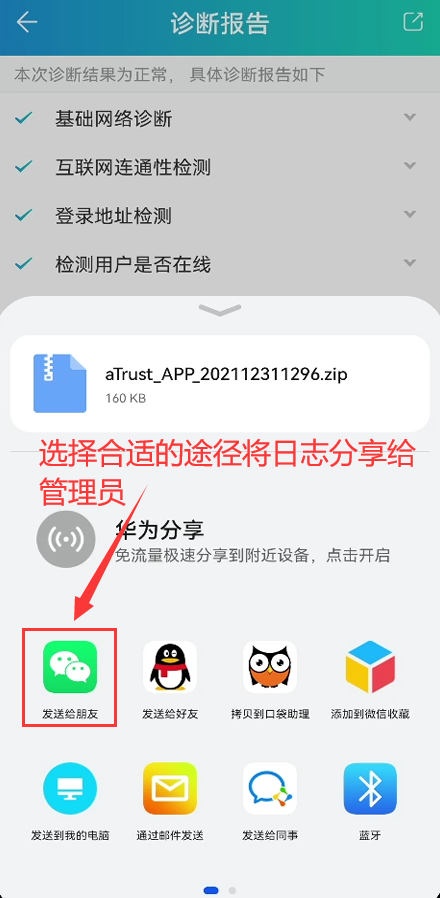 诊断报告
本次诊断结果为正常， 具体诊断报告如下
基础网络诊断
互联网连通性检测
登录地址检测
检测用户是否在线
aTrust_APP_202112311296.zip
160 KB
选择合适的途径将日志分享给
管理员
华为分享
免流量极速分享到附近设备，点击开启
发送给朋友
发送给好友
拷贝到口袋助理
添加到微信收藏
发送到我的电脑
通过邮件发送
发送给同事
蓝牙